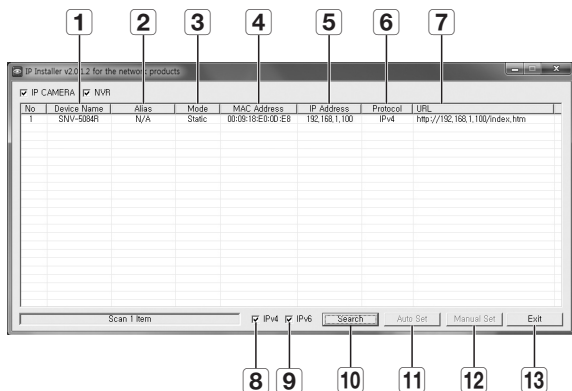 1 2 3 4 5 6 7
IP Installer v2.0.1.2 for the network products
IP CAMERA NVR
No Device Name Alias Mode MAC Address IP Address Protocol URL
1 SNV-5084R N/A Static 00:09:18:E0:0D:E8 192,168,1,100 IPv4 http://192,168,1,100/index,htm
Scan 1 Item IPv4 IPv6 Search Auto Set Manual Set Exit
8 9 10 11 12 13